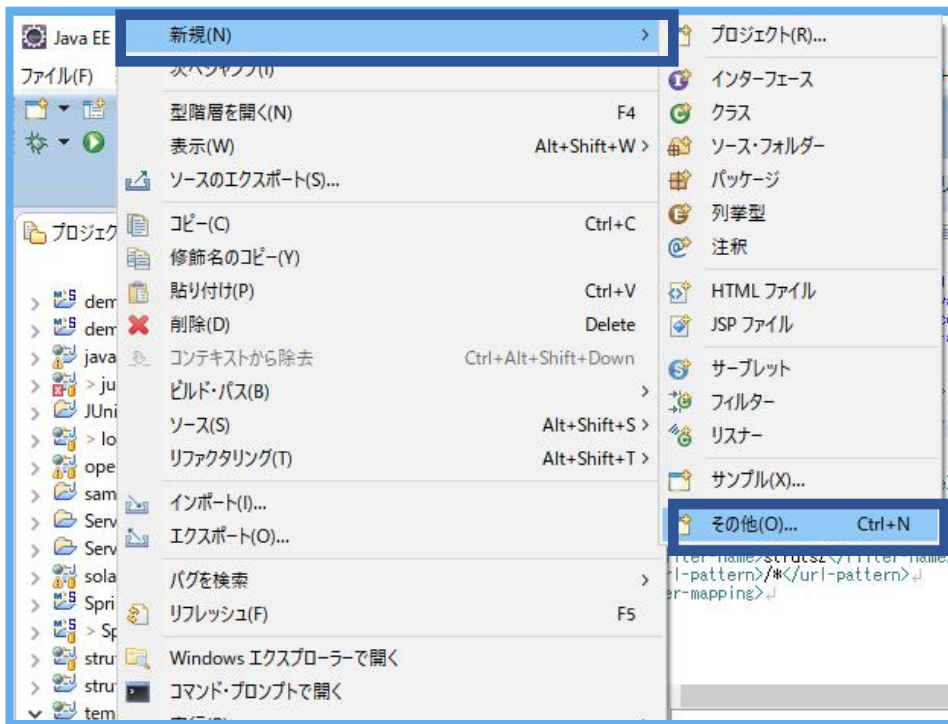 Java EE
ファイル(F)
プロジェク
dem
dem
java
> ju
JUni
> lo
ope
sam
Serv
Serv
sola
Spri
> Sp
stru
stru
tem
新規(N) >
次へジャンプ(I)
型階層を開く(N) F4
表示(W) Alt+Shift+W >
ソースのエクスポート(S)...
コピー(C) Ctrl+C
修飾名のコピー(Y)
貼り付け(P) Ctrl+V
削除(D) Delete
コンテキストから除去 Ctrl+Alt+Shift+Down
ビルド・パス(B) >
ソース(S) Alt+Shift+S >
リファクタリング(T) Alt+Shift+T >
インポート(I)...
エクスポート(O)...
バグを検索 >
リフレッシュ(F) F5
Windows エクスプローラーで開く
コマンド・プロンプトで開く
プロジェクト(R)...
インターフェース
クラス
ソース・フォルダー
パッケージ
列挙型
注釈
HTML ファイル
JSP ファイル
サーブレット
フィルター
リスナー
サンプル(X)...
その他(O)... Ctrl+N
ilter-name>struts2</filter-name
l-pattern>/*</url-pattern>
er-mapping>